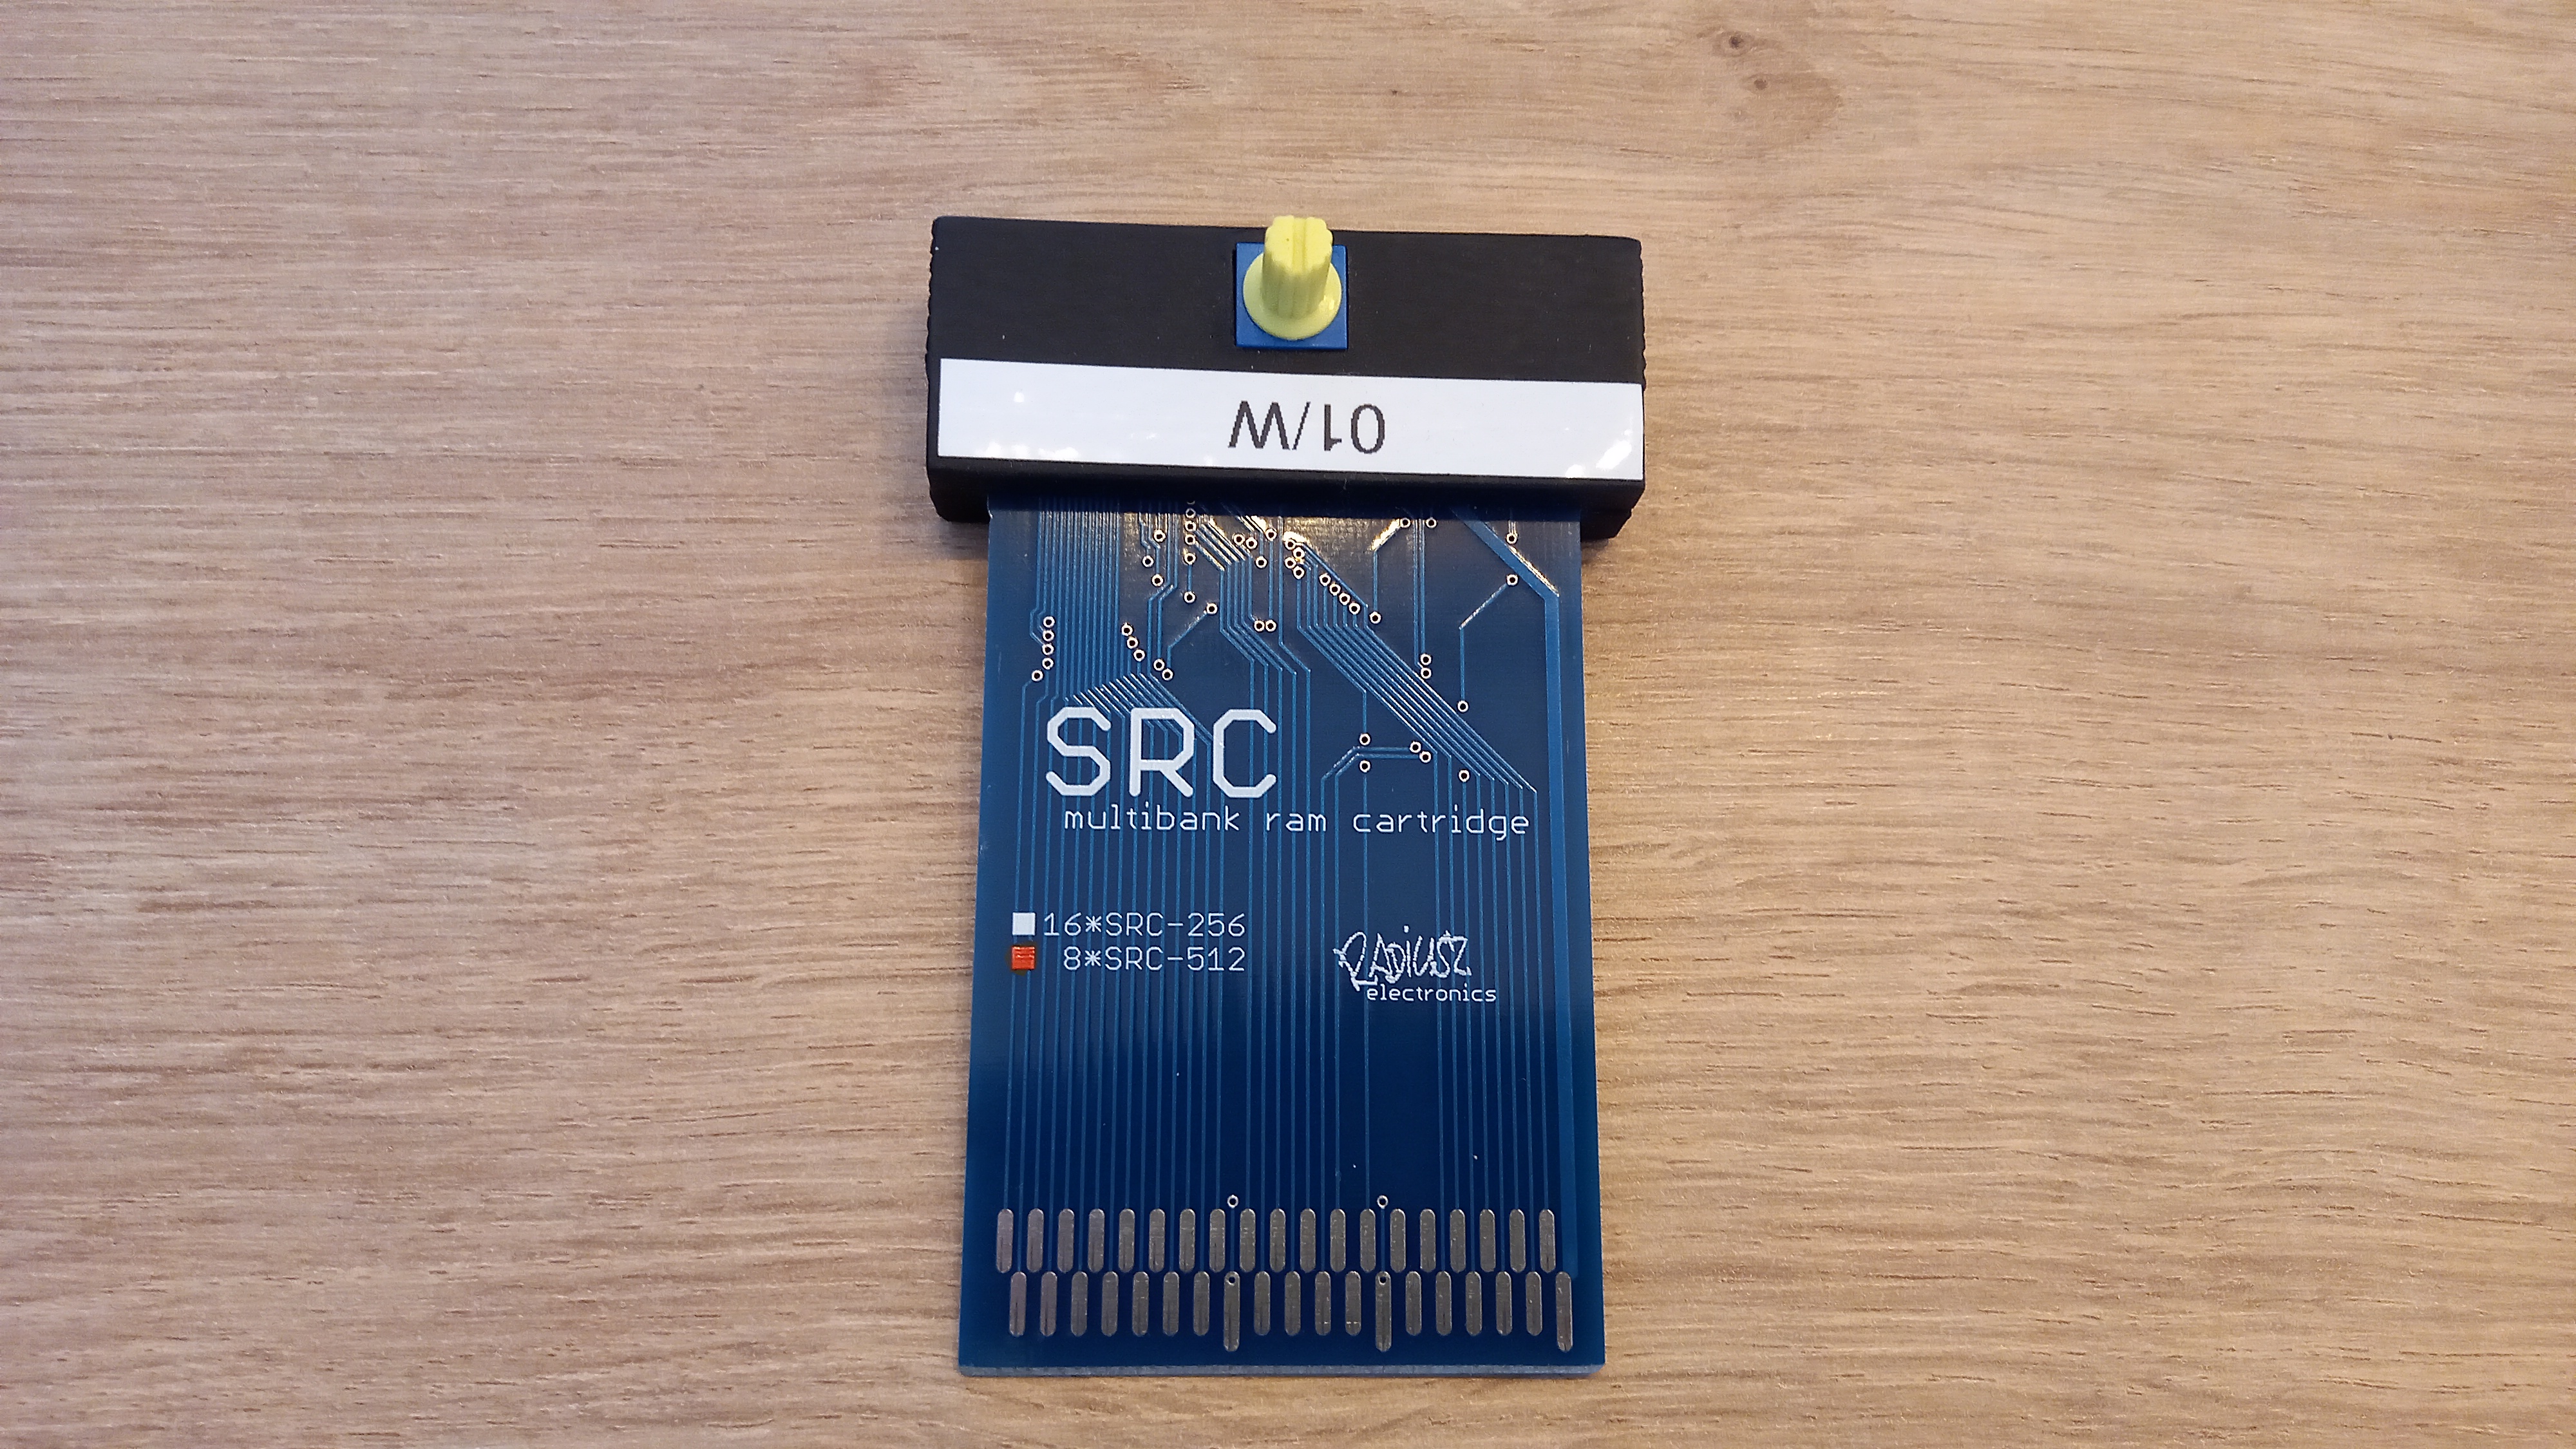 01/W
SRC
multibank ram cartridge
16*SRC-256
8*SRC-512
RADIUSZ
electronics